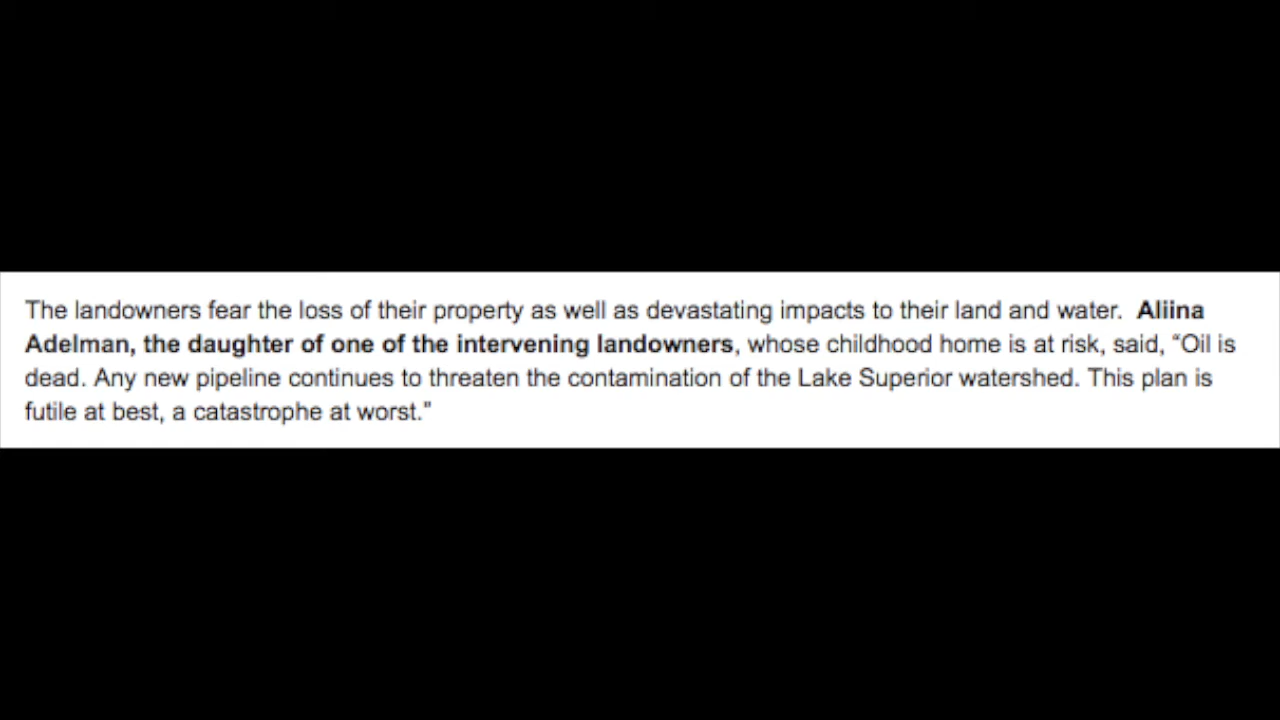 The landowners fear the loss of their property as well as devastating impacts to their land and water.  Aliina
Adelman, the daughter of one of the intervening landowners, whose childhood home is at risk, said, “Oil is
dead. Any new pipeline continues to threaten the contamination of the Lake Superior watershed. This plan is
futile at best, a catastrophe at worst.”